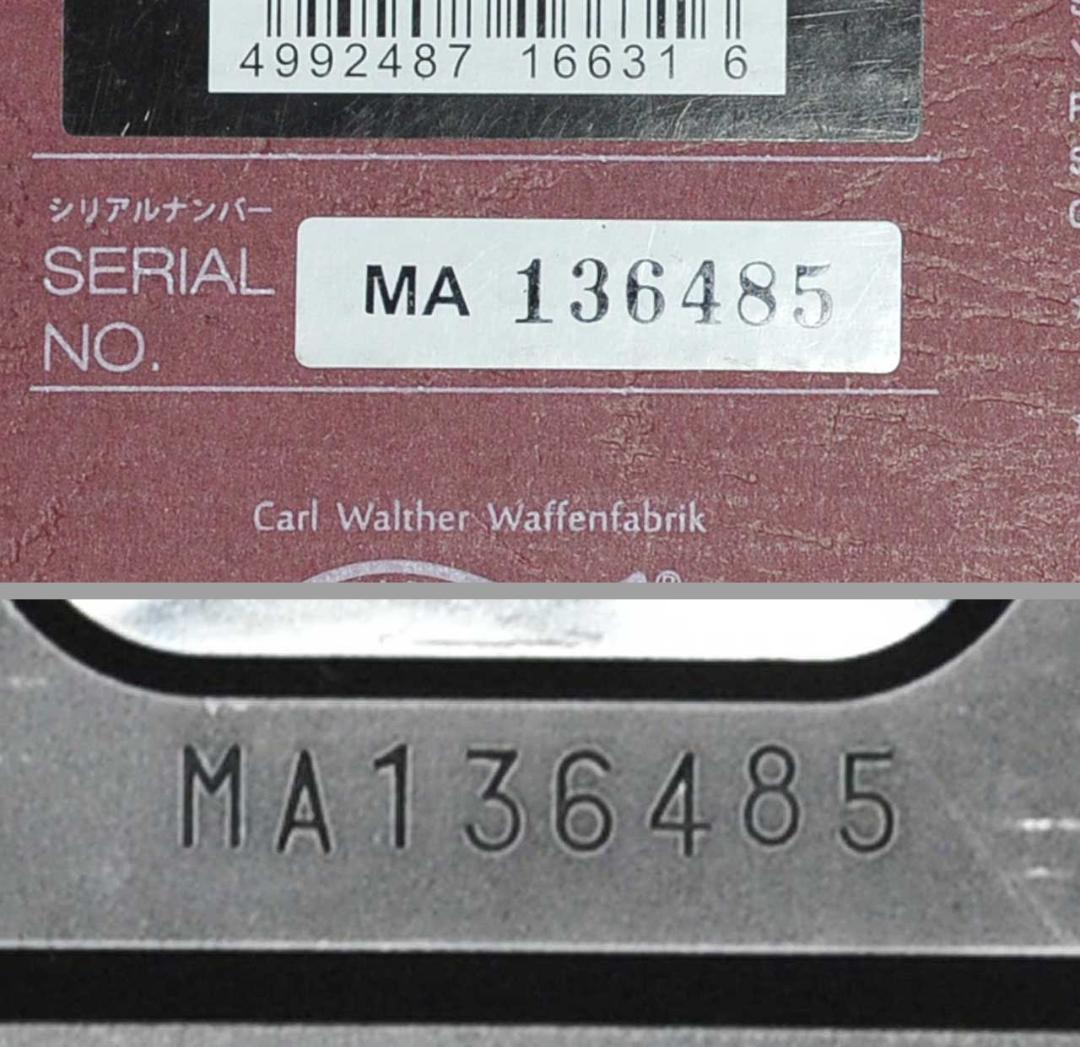 4992487 16631 6
シリアルナンバー
SERIAL
NO.
MA 136485
Carl Walther Waffenfabrik
®
MA136485